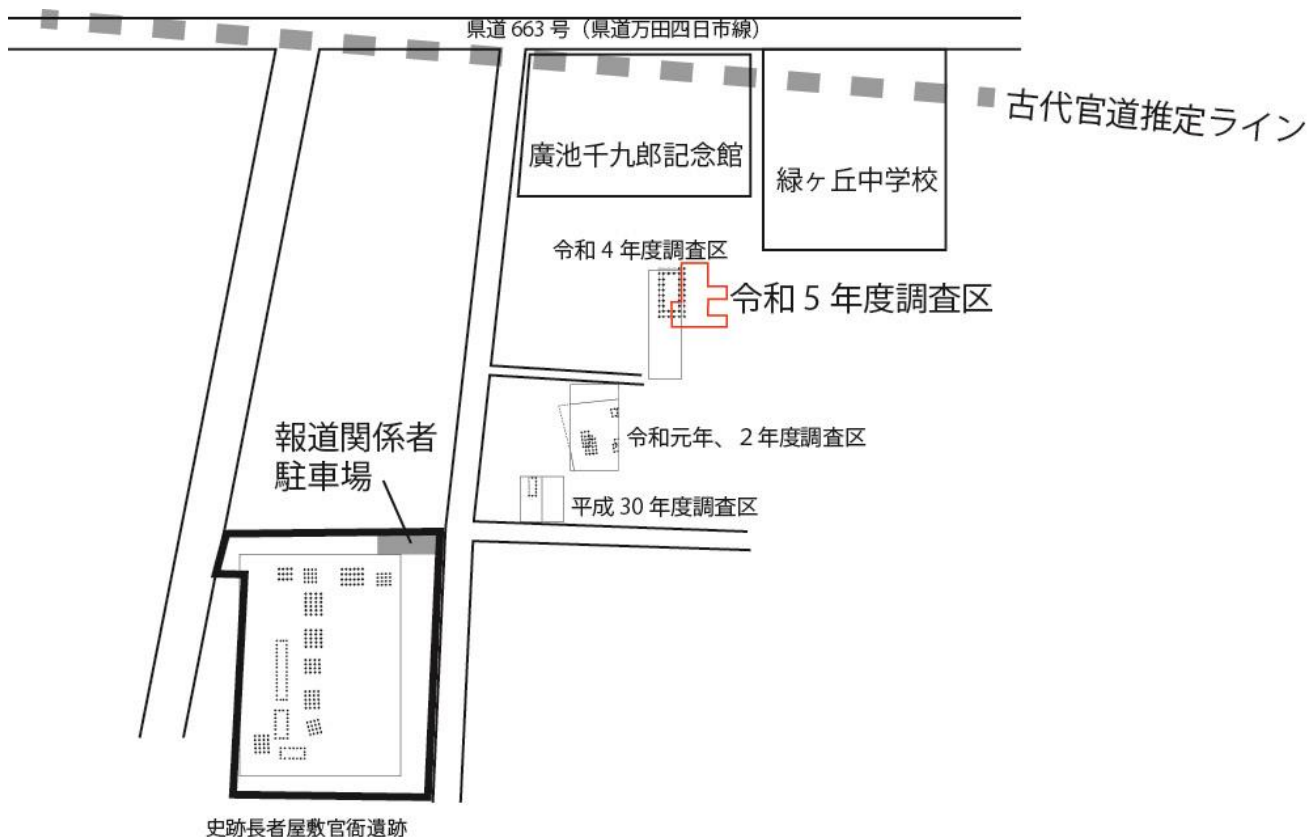 県道 663 号（県道万田四日市線）
古代官道推定ライン
廣池千九郎記念館
緑ヶ丘中学校
令和 4 年度調査区
令和 5 年度調査区
報道関係者
駐車場
令和元年、２年度調査区
平成 30 年度調査区
史跡長者屋敷官衙遺跡